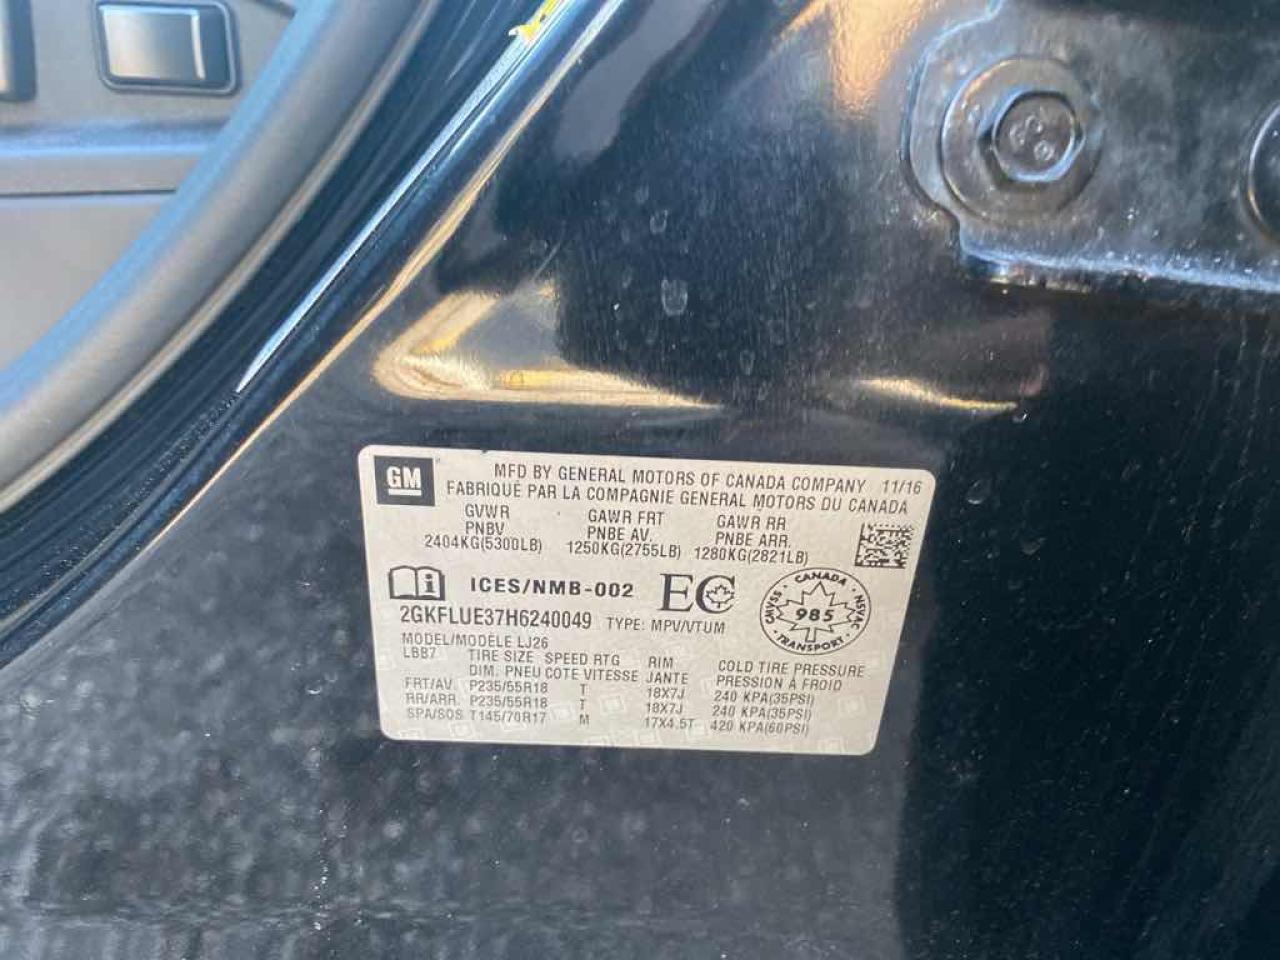 GM
MFD BY GENERAL MOTORS OF CANADA COMPANY 11/16
FABRIQUÉ PAR LA COMPAGNIE GENERAL MOTORS DU CANADA
GVWR GAWR FRT GAWR RR
PNBV PNBE AV. PNBE ARR.
2404KG(5300LB) 1250KG(2755LB) 1280KG(2821LB)
i ICES/NMB-002 EC
CANADA
CMVSS 985 NSVAC
TRANSPORT
2GKFLUE37H6240049 TYPE: MPV/VTUM
MODEL/MODÈLE LJ26
LBB7 TIRE SIZE SPEED RTG RIM COLD TIRE PRESSURE
DIM. PNEU COTE VITESSE JANTE PRESSION À FROID
FRT/AV. P235/55R18 T 18X7J 240 KPA(35PSI)
RR/ARR. P235/55R18 T 18X7J 240 KPA(35PSI)
SPA/SOS T145/70R17 M 17X4.5T 420 KPA(60PSI)